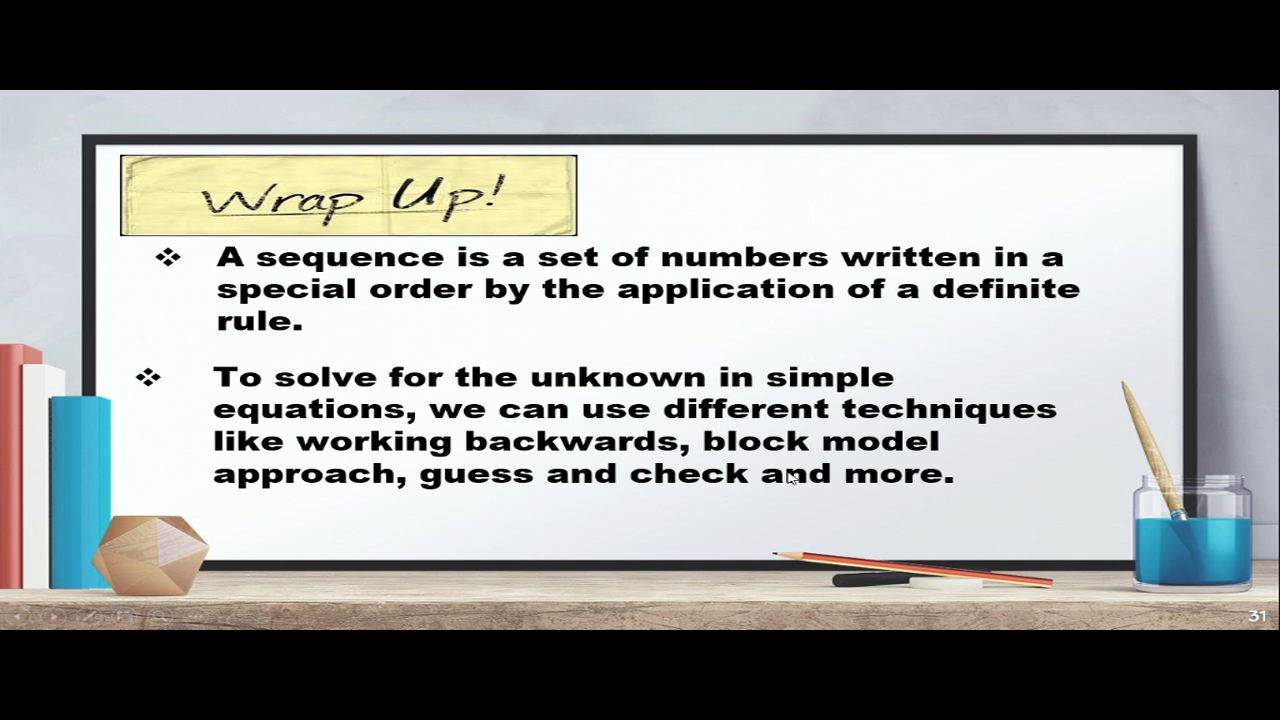 Wrap Up!
❖ A sequence is a set of numbers written in a
special order by the application of a definite
rule.
❖ To solve for the unknown in simple
equations, we can use different techniques
like working backwards, block model
approach, guess and check and more.
31